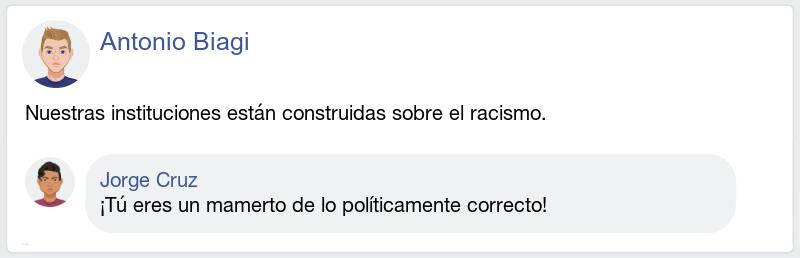 Antonio Biagi
Nuestras instituciones están construidas sobre el racismo.
Jorge Cruz
¡Tú eres un mamerto de lo políticamente correcto!